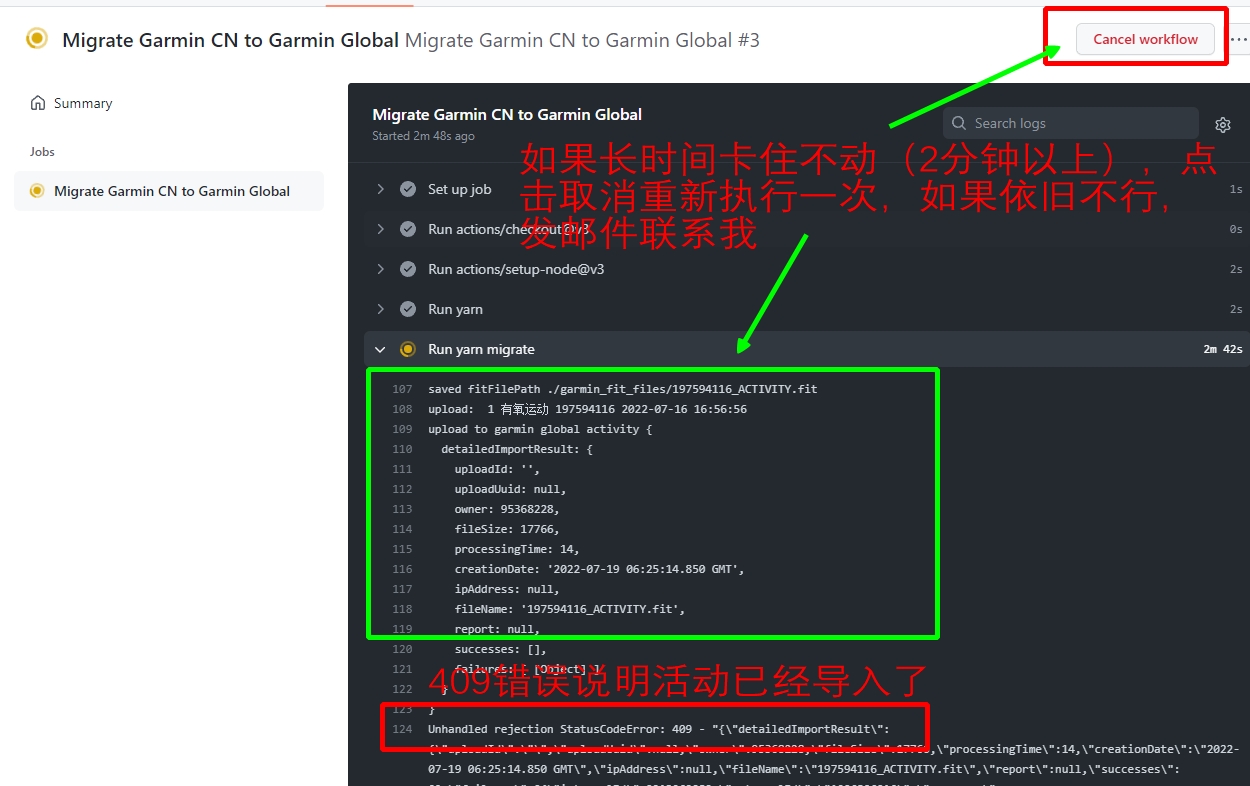 Migrate Garmin CN to Garmin Global Migrate Garmin CN to Garmin Global #3
Cancel workflow
Summary
Jobs
Migrate Garmin CN to Garmin Global
Migrate Garmin CN to Garmin Global
Started 2m 48s ago
Search logs
如果长时间卡住不动（2分钟以上），点
击取消重新执行一次，如果依旧不行，
发邮件联系我
Set up job 1s
Run actions/checkout@v3 0s
Run actions/setup-node@v3 2s
Run yarn 2s
Run yarn migrate 2m 42s
107 saved fitFilePath ./garmin_fit_files/197594116_ACTIVITY.fit
108 upload:  1 有氧运动 197594116 2022-07-16 16:56:56
109 upload to garmin global activity {
110 detailedImportResult: {
111 uploadId: '',
112 uploadUuid: null,
113 owner: 95368228,
114 fileSize: 17766,
115 processingTime: 14,
116 creationDate: '2022-07-19 06:25:14.850 GMT',
117 ipAddress: null,
118 fileName: '197594116_ACTIVITY.fit',
119 report: null,
120 successes: [],
121 failures: [ [Object] ]
122 }
409错误说明活动已经导入了
123 }
124 Unhandled rejection StatusCodeError: 409 - "{\"detailedImportResult\":
{\"uploadId\":\"\",\"uploadUuid\":null,\"owner\":95368228,\"fileSize\":17766,\"processingTime\":14,\"creationDate\":\"2022-
07-19 06:25:14.850 GMT\",\"ipAddress\":null,\"fileName\":\"197594116_ACTIVITY.fit\",\"report\":null,\"successes\":